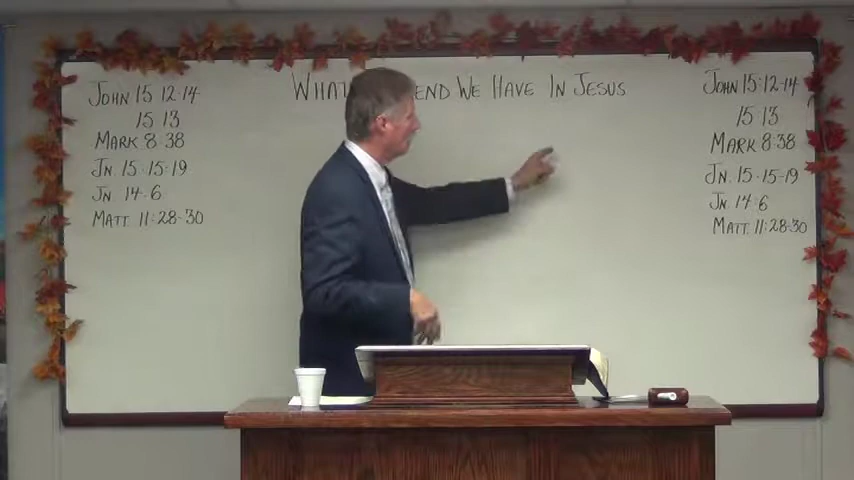 What end We Have In Jesus
John 15:12-14
15:13
Mark 8:38
Jn. 15:15-19
Jn 14:6
Matt. 11:28-30
John 15:12-14
15:13
Mark 8:38
Jn. 15:15-19
Jn. 14:6
Matt. 11:28-30